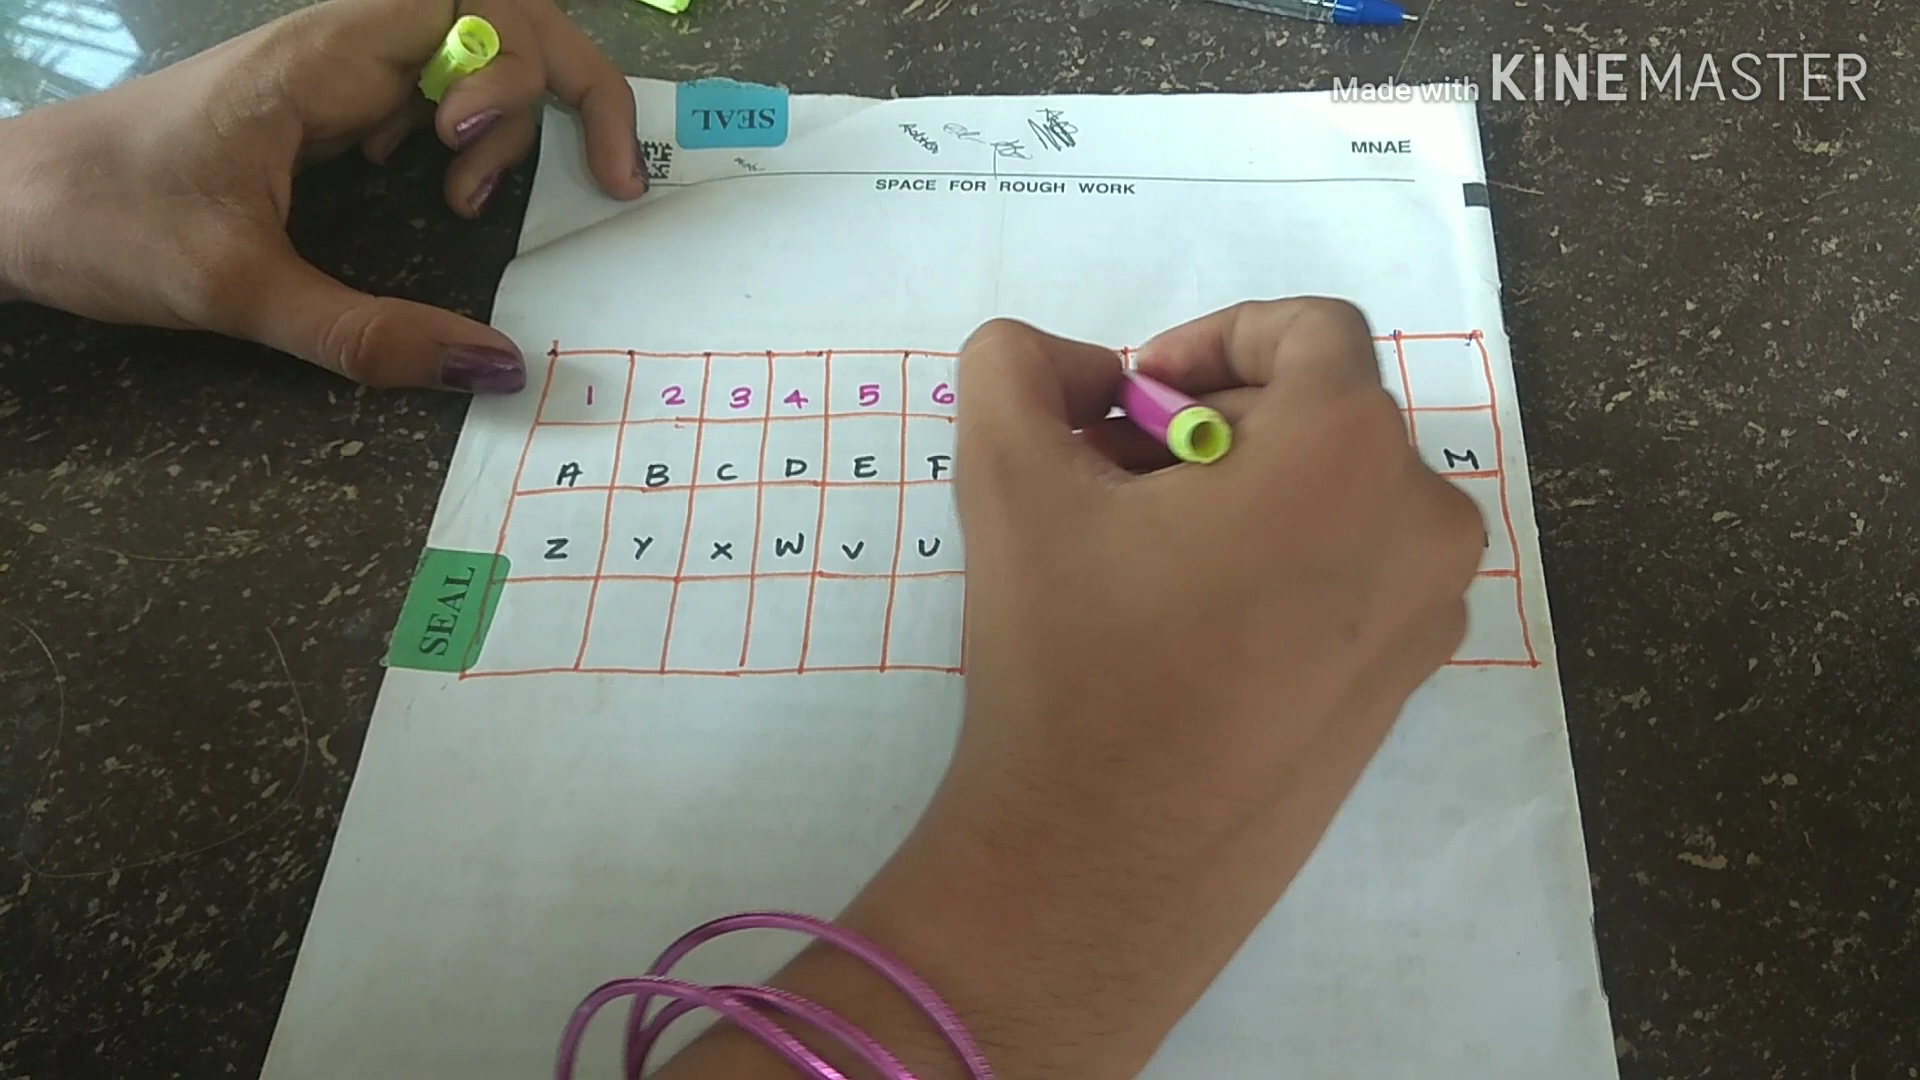 Made with KINEMASTER
SEAL
MNAE
SPACE FOR ROUGH WORK
1 2 3 4 5 6
A B C D E F M
Z Y X W V U
SEAL